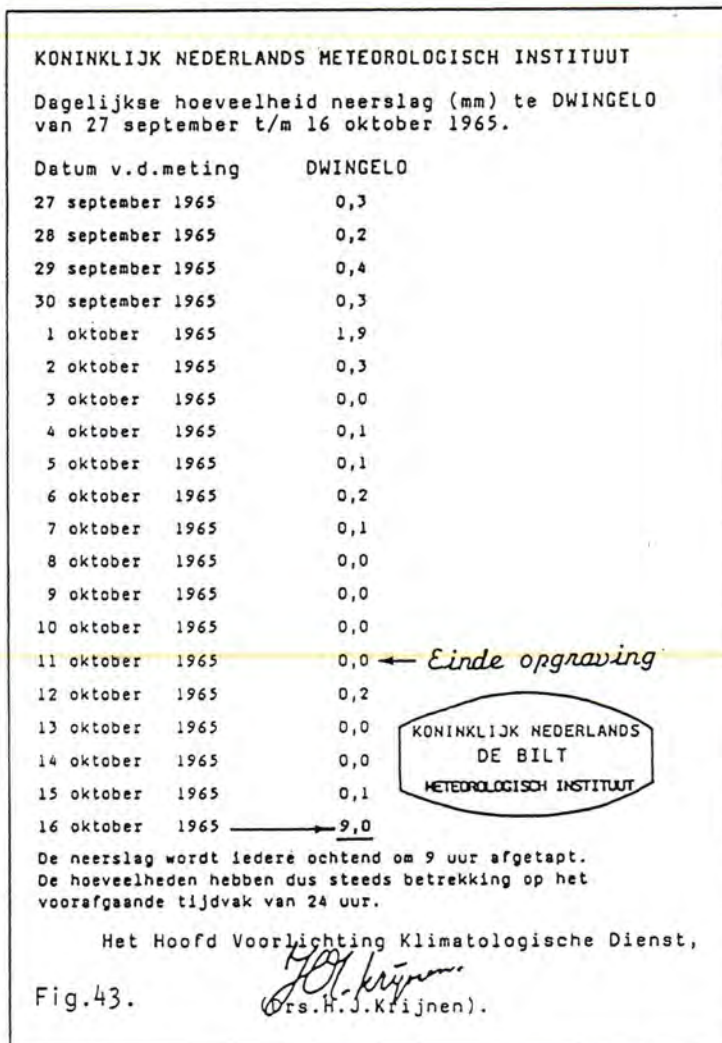 KONINKLIJK NEDERLANDS METEOROLOGISCH INSTITUUT
Dagelijkse hoeveelheid neerslag (mm) te DWINGELO
van 27 september t/m 16 oktober 1965.
Datum v.d.meting DWINGELO
27 september 1965 0,3
28 september 1965 0,2
29 september 1965 0,4
30 september 1965 0,3
1 oktober 1965 1,9
2 oktober 1965 0,3
3 oktober 1965 0,0
4 oktober 1965 0,1
5 oktober 1965 0,1
6 oktober 1965 0,2
7 oktober 1965 0,1
8 oktober 1965 0,0
9 oktober 1965 0,0
10 oktober 1965 0,0
11 oktober 1965 0,0 ← Einde opgraving
12 oktober 1965 0,2
13 oktober 1965 0,0
14 oktober 1965 0,0
15 oktober 1965 0,1
16 oktober 1965 → 9,0
KONINKLIJK NEDERLANDS
DE BILT
METEOROLOGISCH INSTITUUT
De neerslag wordt iedere ochtend om 9 uur afgetapt.
De hoeveelheden hebben dus steeds betrekking op het
voorafgaande tijdvak van 24 uur.
Het Hoofd Voorlichting Klimatologische Dienst,
H.J. Krijnen.
(Drs.H.J.Krijnen).
Fig.43.